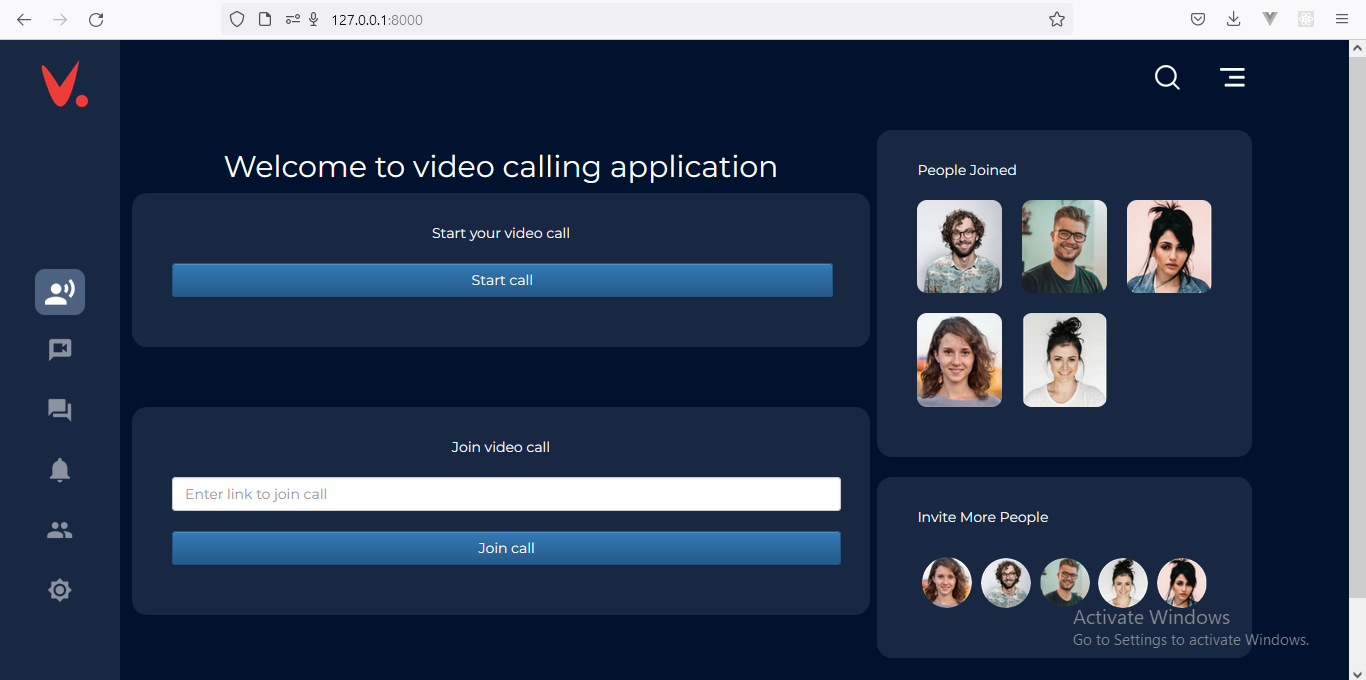 127.0.0.1:8000
Welcome to video calling application
Start your video call
Start call
Join video call
Enter link to join call
Join call
People Joined
Invite More People
Activate Windows
Go to Settings to activate Windows.